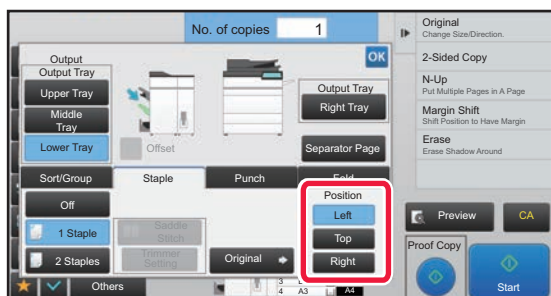 No. of copies 1
Original
Change Size/Direction.
2-Sided Copy
N-Up
Put Multiple Pages in A Page
Margin Shift
Shift Position to Have Margin
Erase
Erase Shadow Around
Output
OK
Output Tray
Upper Tray
Middle
Tray
Lower Tray
Offset
Output Tray
Right Tray
Separator Page
Sort/Group
Staple
Punch
Fold
Off
1 Staple
2 Staples
Saddle
Stitch
Trimmer
Setting
Original
Position
Left
Top
Right
Preview
CA
Proof Copy
Start
Others
3
4 A3
A4